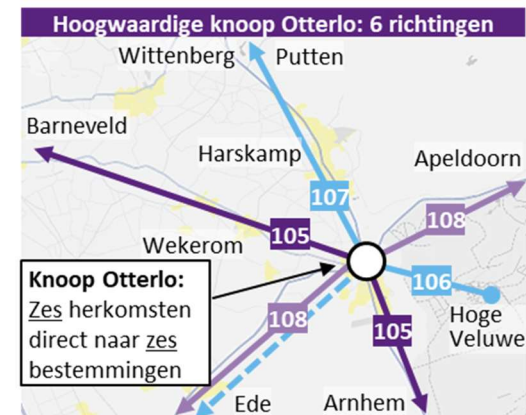 Hoogwaardige knoop Otterlo: 6 richtingen
Wittenberg
Putten
Barneveld
Harskamp
Apeldoorn
107
108
105
Wekerom
106
Knoop Otterlo:
Zes herkomsten
direct naar zes
bestemmingen
108
105
Hoge
Veluwe
Ede
Arnhem